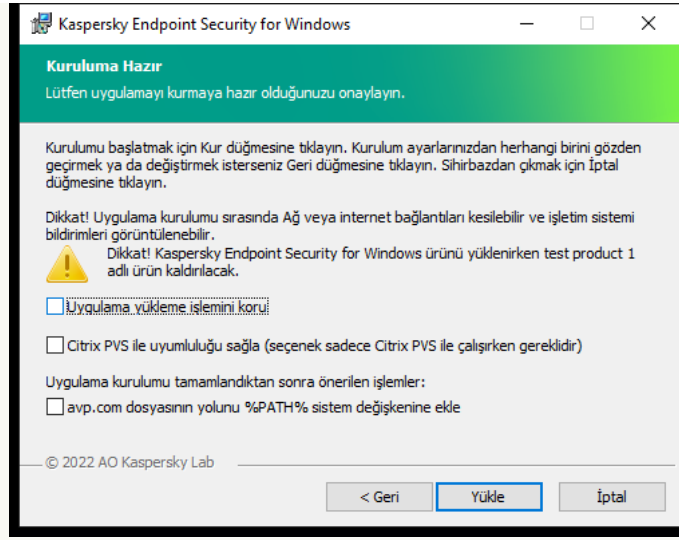 Kaspersky Endpoint Security for Windows
Kuruluma Hazır
Lütfen uygulamayı kurmaya hazır olduğunuzu onaylayın.
Kurulumu başlatmak için Kur düğmesine tıklayın. Kurulum ayarlarınızdan herhangi birini gözden
geçirmek ya da değiştirmek isterseniz Geri düğmesine tıklayın. Sihirbazdan çıkmak için İptal
düğmesine tıklayın.
Dikkat! Uygulama kurulumu sırasında Ağ veya internet bağlantıları kesilebilir ve işletim sistemi
bildirimleri görüntülenebilir.
Dikkat! Kaspersky Endpoint Security for Windows ürünü yüklenirken test product 1
adlı ürün kaldırılacak.
Uygulama yükleme işlemini koru
Citrix PVS ile uyumluluğu sağla (seçenek sadece Citrix PVS ile çalışırken gereklidir)
Uygulama kurulumu tamamlandıktan sonra önerilen işlemler:
avp.com dosyasının yolunu %PATH% sistem değişkenine ekle
© 2022 AO Kaspersky Lab
< Geri Yükle İptal